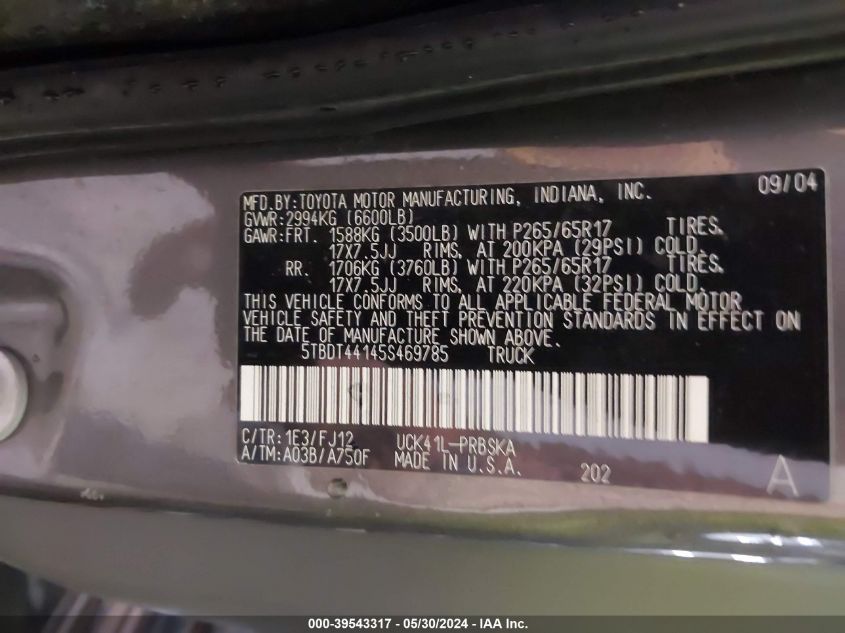 MFD.BY:TOYOTA MOTOR MANUFACTURING, INDIANA, INC. 09/04
GVWR:2994KG (6600LB)
GAWR:FRT. 1588KG (3500LB) WITH P265/65R17 TIRES,
17X7.5JJ RIMS, AT 200KPA (29PSI) COLD.
RR. 1706KG (3760LB) WITH P265/65R17 TIRES,
17X7.5JJ RIMS, AT 220KPA (32PSI) COLD.
THIS VEHICLE CONFORMS TO ALL APPLICABLE FEDERAL MOTOR
VEHICLE SAFETY AND THEFT PREVENTION STANDARDS IN EFFECT ON
THE DATE OF MANUFACTURE SHOWN ABOVE.
5TBDT44145S469785 TRUCK
C/TR:1E3/FJ12 UCK41L-PRBSKA
A/TM:A03B/A750F MADE IN U.S.A. 202 A
000-39543317 - 05/30/2024 - IAA Inc.